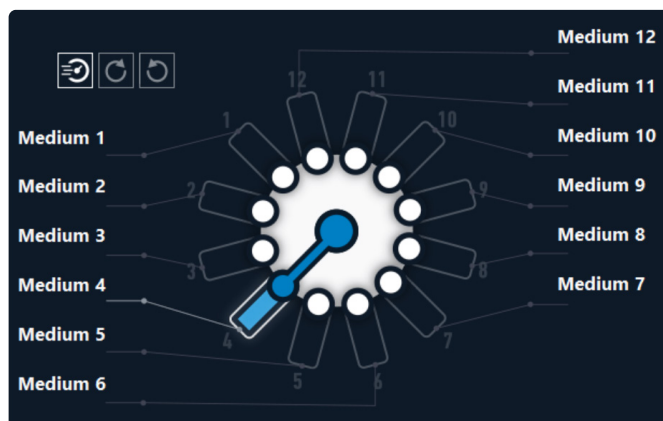 Medium 12
12
11
Medium 11
1
10
Medium 10
Medium 1
Medium 2
2
9
Medium 9
Medium 3
3
8
Medium 8
Medium 4
4
7
Medium 7
Medium 5
5
6
Medium 6